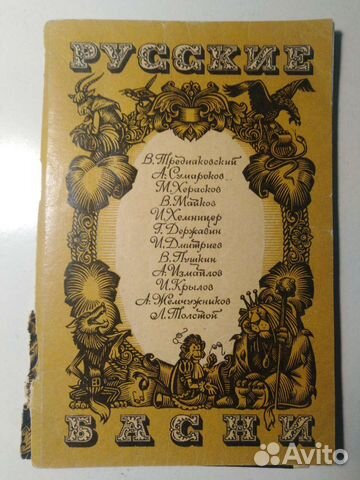 РУССКИЕ
В. Тредиаковский
А. Сумароков
М. Херасков
В. Майков
И. Хемницер
Г. Державин
И. Дмитриев
В. Пушкин
А. Измайлов
И. Крылов
А. Жемчужников
Л. Толстой
БАСНИ
Avito